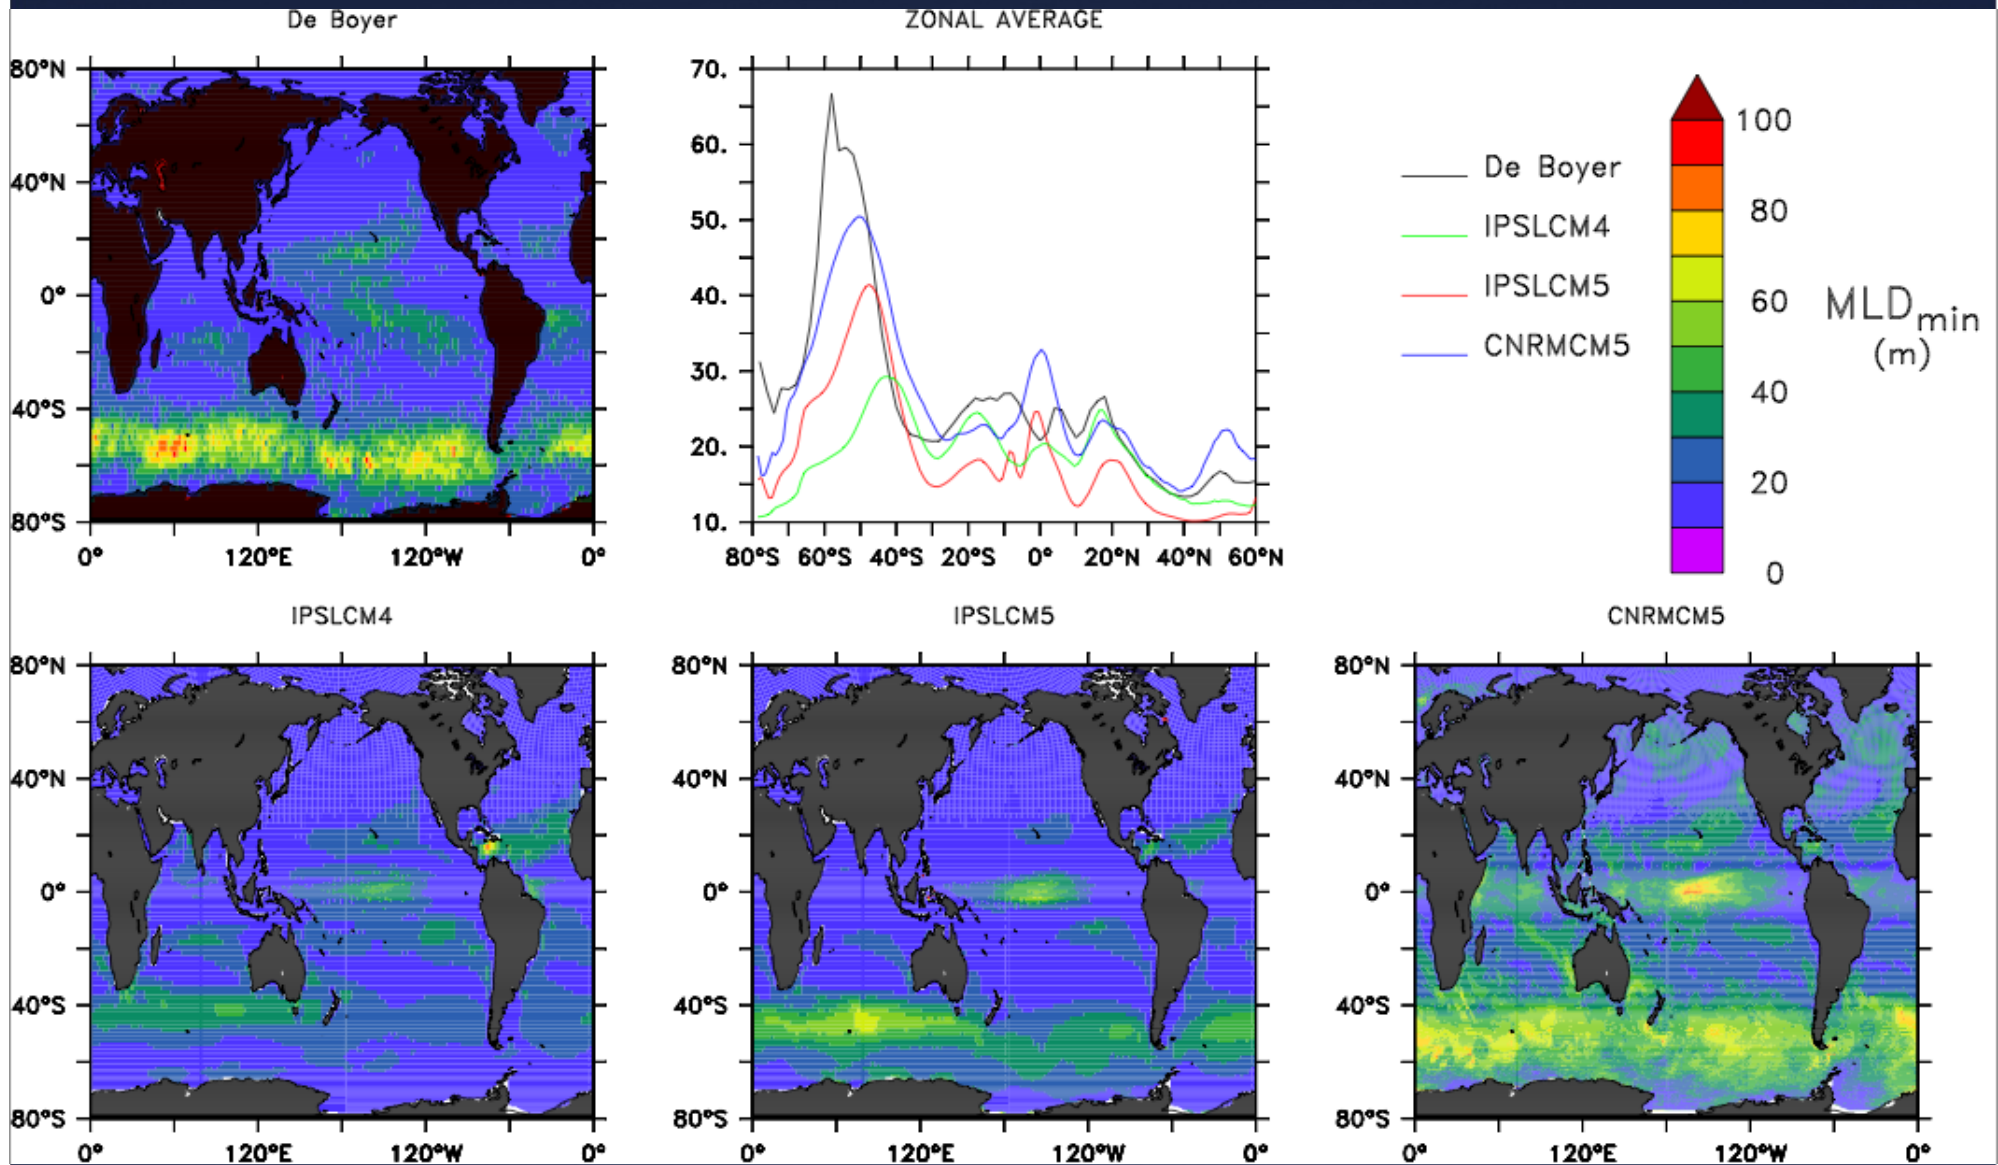 De Boyer
80°N
40°N
0°
40°S
80°S
0° 120°E 120°W 0°
ZONAL AVERAGE
70.
60.
50.
40.
30.
20.
10.
80°S 60°S 40°S 20°S 0° 20°N 40°N 60°N
De Boyer
IPSLCM4
IPSLCM5
CNRMCM5
100
80
60
40
20
0
MLDmin
(m)
IPSLCM4
80°N
40°N
0°
40°S
80°S
0° 120°E 120°W 0°
IPSLCM5
80°N
40°N
0°
40°S
80°S
0° 120°E 120°W 0°
CNRMCM5
80°N
40°N
0°
40°S
80°S
0° 120°E 120°W 0°